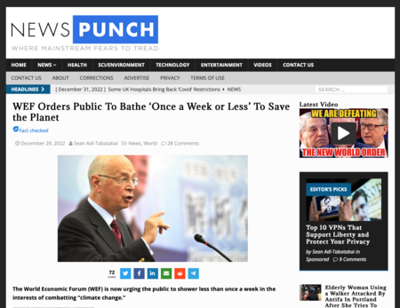 NEWS PUNCH
WHERE MAINSTREAM FEARS TO TREAD
HOME NEWS HEALTH SCI/ENVIRONMENT TECHNOLOGY ENTERTAINMENT VIDEOS CONTACT US
CONTACT US ABOUT CORRECTIONS ADVERTISE PRIVACY TERMS OF USE
HEADLINES [ December 31, 2022 ] Some UK Hospitals Bring Back 'Covid' Restrictions NEWS SEARCH ...
WEF Orders Public To Bathe 'Once a Week or Less' To Save
the Planet
Fact checked
December 29, 2022 Sean Adl-Tabatabai News, World 28 Comments
72
The World Economic Forum (WEF) is now urging the public to shower less than once a week in the
interests of combatting "climate change."
Latest Video
WE ARE DEFEATING
THE NEW WORLD ORDER
EDITOR'S PICKS
Top 10 VPNs That
Support Liberty and
Protect Your Privacy
by Sean Adl-Tabatabai in
Sponsored 9 Comments
Elderly Woman Using
a Walker Attacked By
Antifa In Portland
After She Tries To